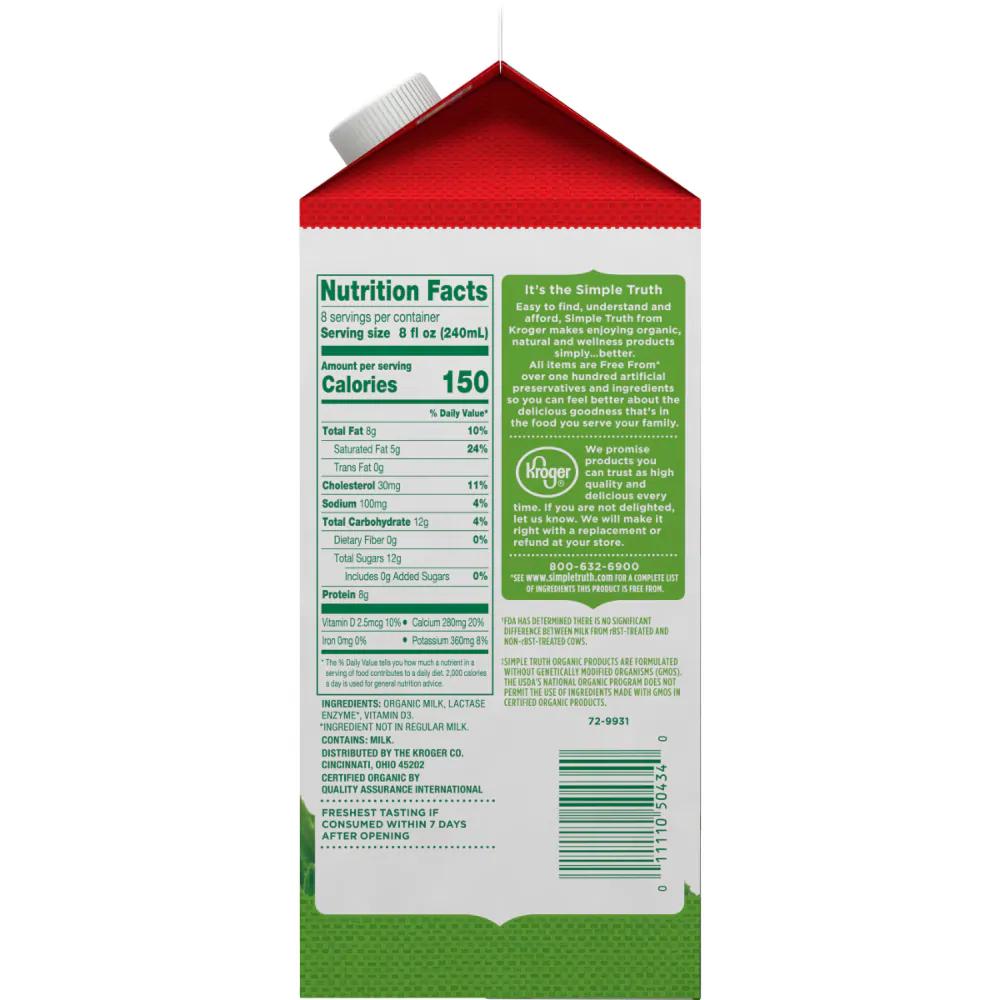 Nutrition Facts
8 servings per container
Serving size 8 fl oz (240mL)
Amount per serving
Calories 150
% Daily Value*
Total Fat 8g 10%
Saturated Fat 5g 24%
Trans Fat 0g
Cholesterol 30mg 11%
Sodium 100mg 4%
Total Carbohydrate 12g 4%
Dietary Fiber 0g 0%
Total Sugars 12g
Includes 0g Added Sugars 0%
Protein 8g
Vitamin D 2.5mcg 10% • Calcium 280mg 20%
Iron 0mg 0% • Potassium 360mg 8%
* The % Daily Value tells you how much a nutrient in a
serving of food contributes to a daily diet. 2,000 calories
a day is used for general nutrition advice.
INGREDIENTS: ORGANIC MILK, LACTASE
ENZYME*, VITAMIN D3.
*INGREDIENT NOT IN REGULAR MILK.
CONTAINS: MILK.
DISTRIBUTED BY THE KROGER CO.
CINCINNATI, OHIO 45202
CERTIFIED ORGANIC BY
QUALITY ASSURANCE INTERNATIONAL
FRESHEST TASTING IF
CONSUMED WITHIN 7 DAYS
AFTER OPENING
It's the Simple Truth
Easy to find, understand and
afford, Simple Truth from
Kroger makes enjoying organic,
natural and wellness products
simply...better.
All items are Free From*
over one hundred artificial
preservatives and ingredients
so you can feel better about the
delicious goodness that's in
the food you serve your family.
Kroger®
We promise
products you
can trust as high
quality and
delicious every
time. If you are not delighted,
let us know. We will make it
right with a replacement or
refund at your store.
800-632-6900
*SEE www.simpletruth.com FOR A COMPLETE LIST
OF INGREDIENTS THIS PRODUCT IS FREE FROM.
†FDA HAS DETERMINED THERE IS NO SIGNIFICANT
DIFFERENCE BETWEEN MILK FROM rBST-TREATED AND
NON-rBST-TREATED COWS.
‡SIMPLE TRUTH ORGANIC PRODUCTS ARE FORMULATED
WITHOUT GENETICALLY MODIFIED ORGANISMS (GMOS).
THE USDA'S NATIONAL ORGANIC PROGRAM DOES NOT
PERMIT THE USE OF INGREDIENTS MADE WITH GMOS IN
CERTIFIED ORGANIC PRODUCTS.
72-9931
0 11110 50434 0